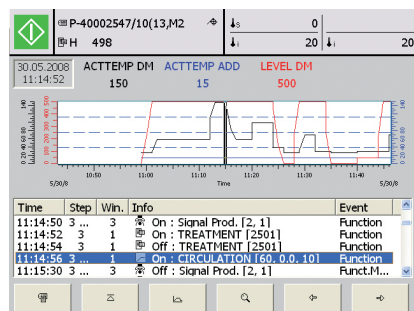 P-40002547/10(13,M2
↓s 0
H 498
↓i 20
↓i 20
30.05.2008
11:14:52
ACTTEMP DM ACTTEMP ADD LEVEL DM
150 15 500
10:50 11:00 11:10 11:20 11:30 11:40
5/30/8 Time 5/30/8
Time Step Win. Info Event
11:14:50 3 ... 3 On : Signal Prod. [2, 1] Function
11:14:52 3 1 On : TREATMENT [2501] Function
11:14:54 3 1 Off : TREATMENT [2501] Function
11:14:56 3 ... 1 On : CIRCULATION [60, 0.0, 10] Function
11:15:30 3 ... 3 Off : Signal Prod. [2, 1] Funct.M...